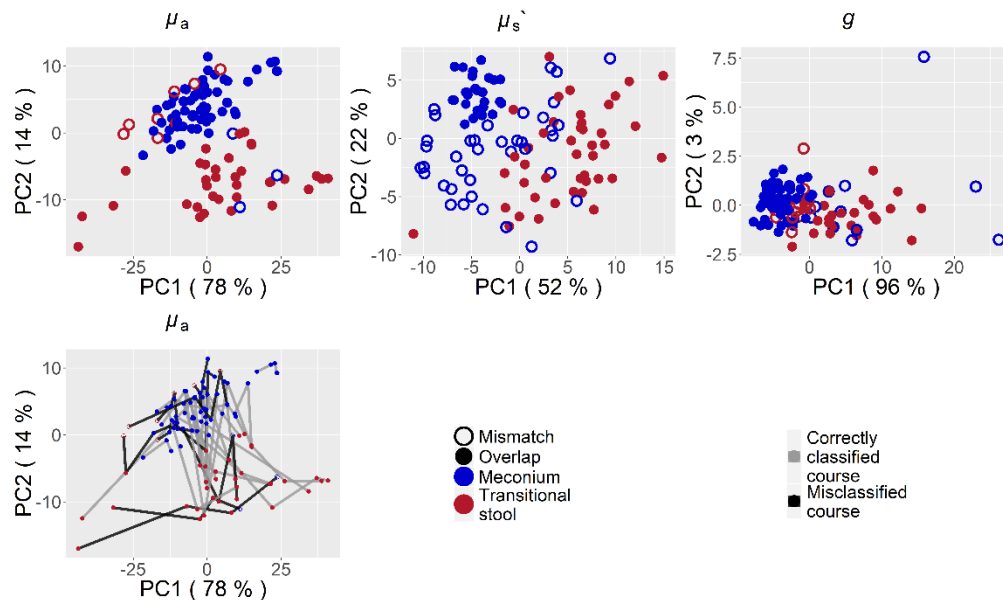 μa
μs`
g
10
0
-10
PC2 ( 14 % )
-25
0
25
PC1 ( 78 % )
5
0
-5
-10
PC2 ( 22 % )
-10
-5
0
5
10
15
PC1 ( 52 % )
7.5
5.0
2.5
0.0
-2.5
PC2 ( 3 % )
0
10
20
PC1 ( 96 % )
μa
10
0
-10
PC2 ( 14 % )
-25
0
25
PC1 ( 78 % )
Mismatch
Overlap
Meconium
Transitional
stool
Correctly
classified
course
Misclassified
course